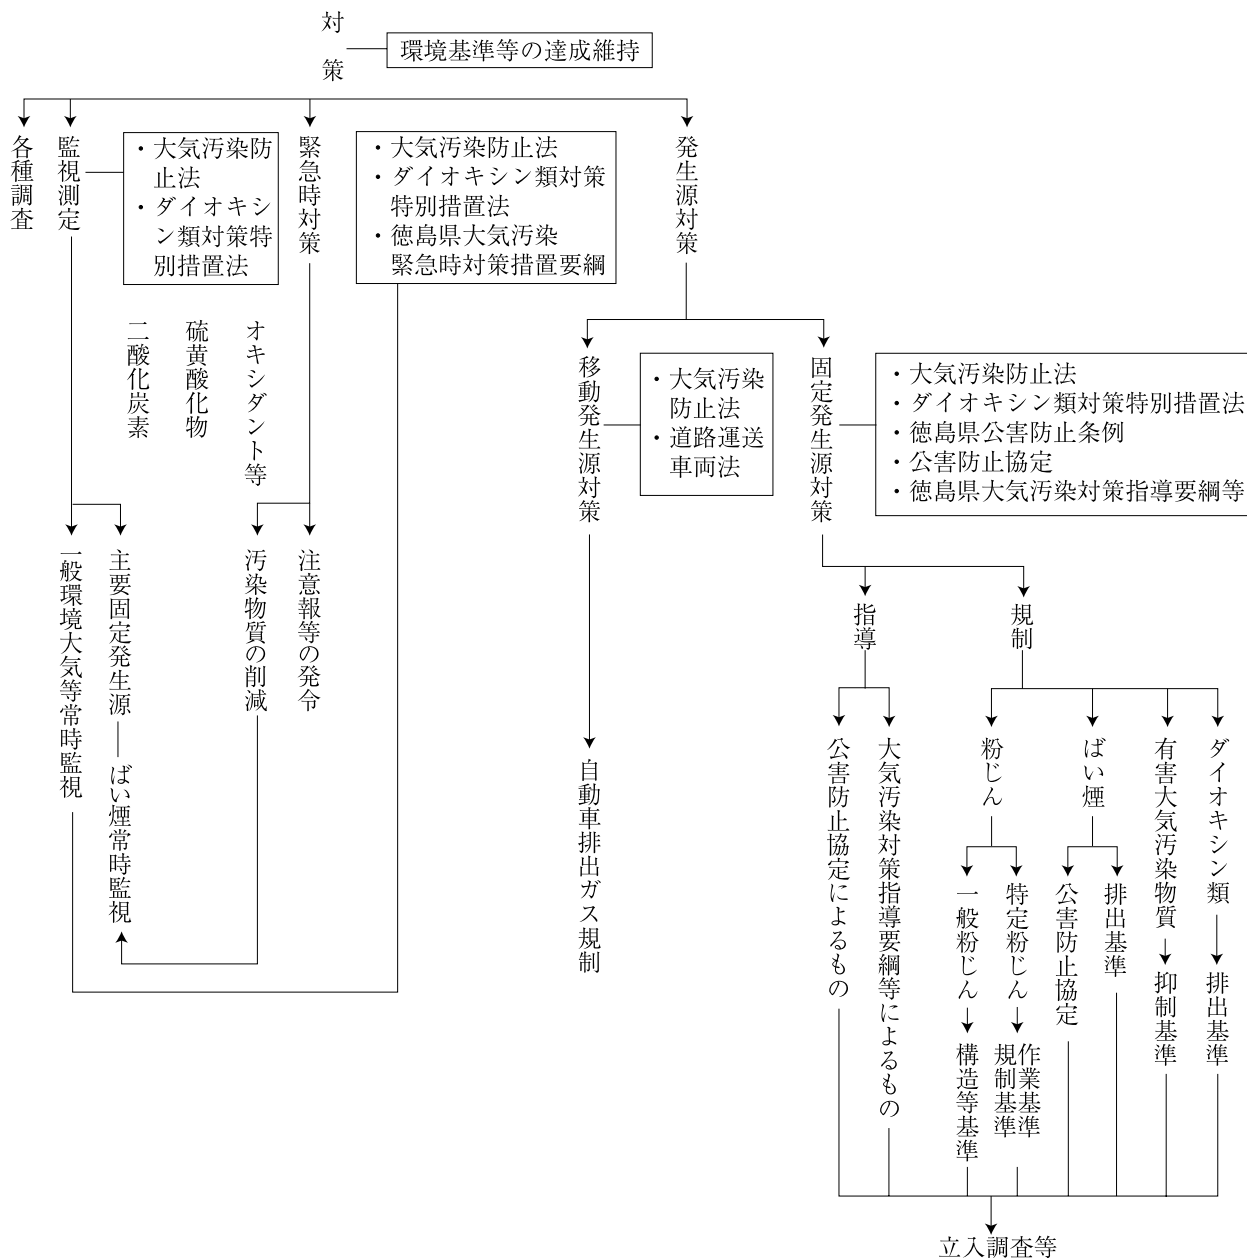 対策
環境基準等の達成維持
発生源対策
緊急時対策
・大気汚染防止法
・ダイオキシン類対策
特別措置法
・徳島県大気汚染
緊急時対策措置要綱
監視測定
・大気汚染防
止法
・ダイオキシ
ン類対策特
別措置法
各種調査
オキシダント等
硫黄酸化物
二酸化炭素
固定発生源対策
・大気汚染防止法
・ダイオキシン類対策特別措置法
・徳島県公害防止条例
・公害防止協定
・徳島県大気汚染対策指導要綱等
移動発生源対策
・大気汚染
防止法
・道路運送
車両法
注意報等の発令
汚染物質の削減
主要固定発生源
ばい煙常時監視
一般環境大気等常時監視
規制
指導
自動車排出ガス規制
ダイオキシン類
排出基準
有害大気汚染物質
抑制基準
ばい煙
排出基準
公害防止協定
粉じん
特定粉じん
作業基準
規制基準
一般粉じん
構造等基準
大気汚染対策指導要綱等によるもの
公害防止協定によるもの
立入調査等